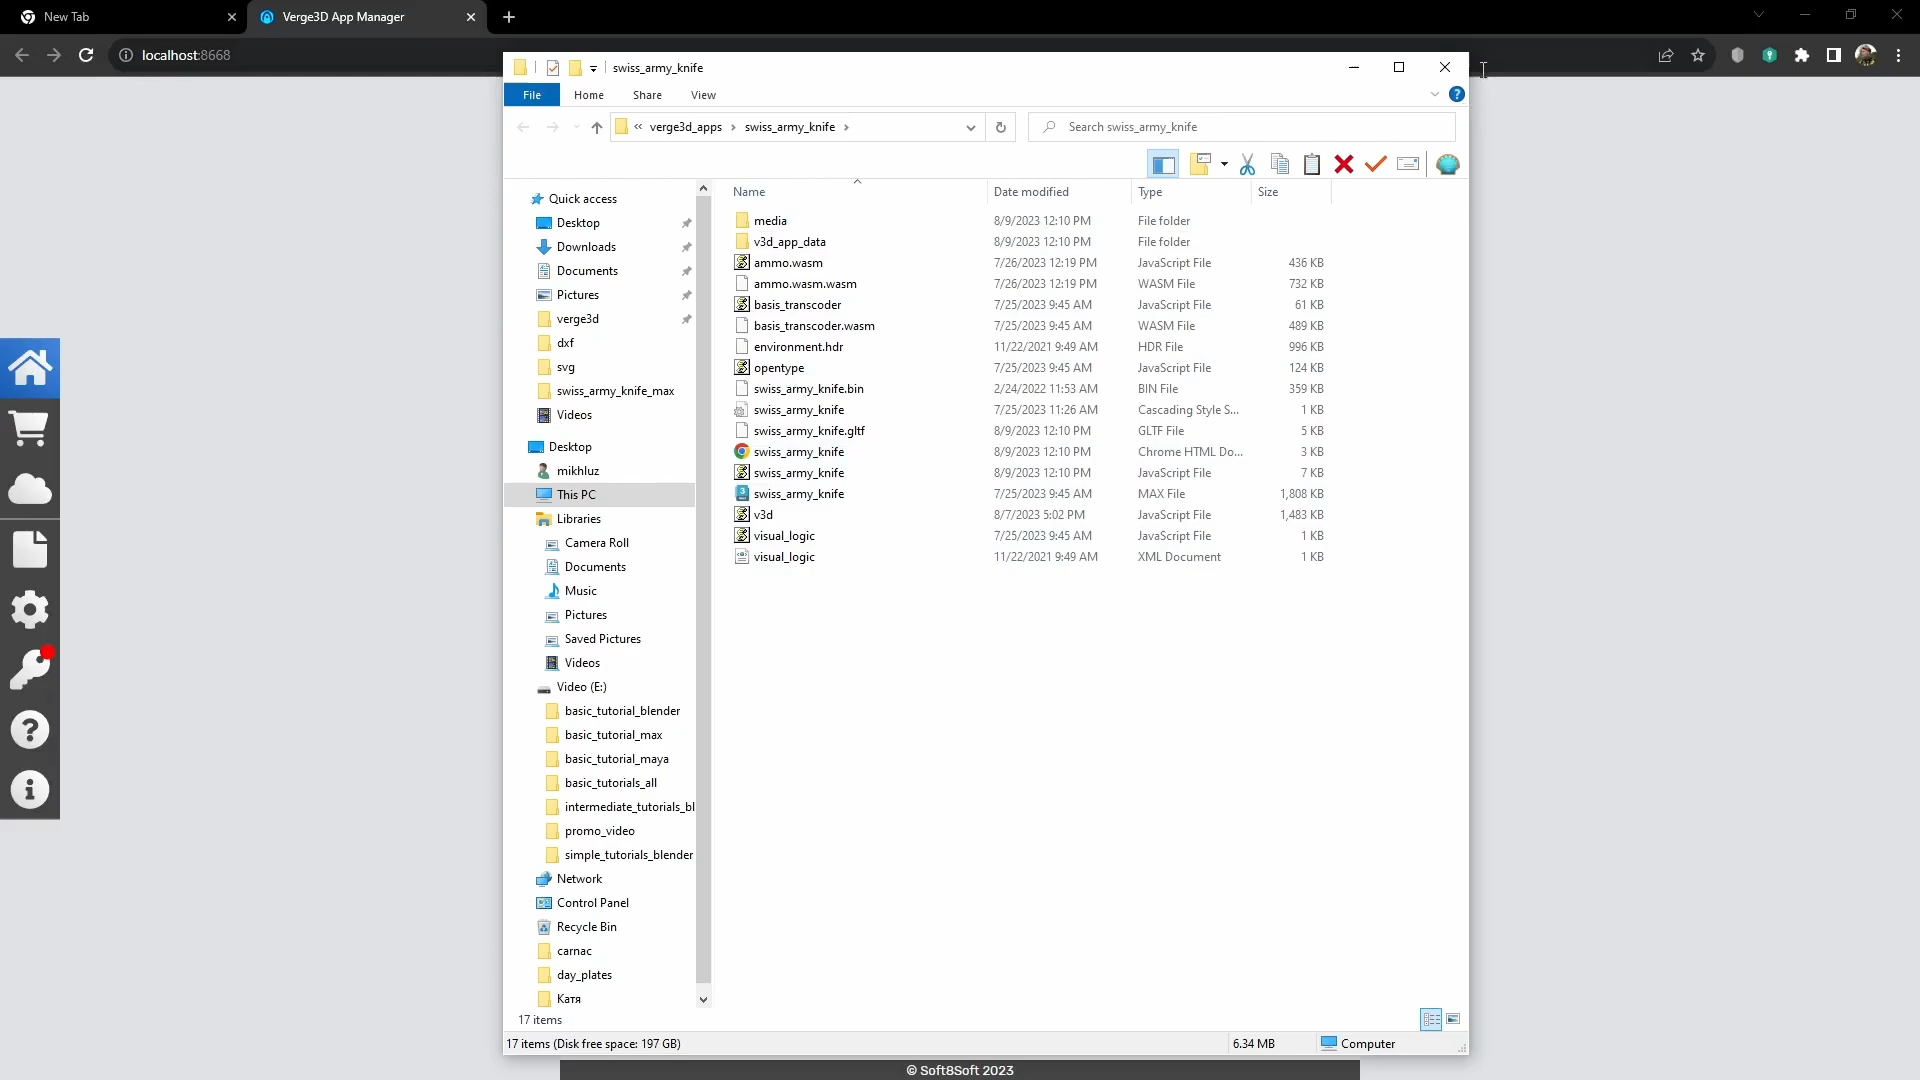 New Tab
Verge3D App Manager
localhost:8668
swiss_army_knife
File Home Share View
« verge3d_apps › swiss_army_knife ›
Search swiss_army_knife
Name Date modified Type Size
Quick access
Desktop
Downloads
Documents
Pictures
verge3d
dxf
svg
swiss_army_knife_max
Videos
Desktop
mikhluz
This PC
Libraries
Camera Roll
Documents
Music
Pictures
Saved Pictures
Videos
Video (E:)
basic_tutorial_blender
basic_tutorial_max
basic_tutorial_maya
basic_tutorials_all
intermediate_tutorials_bl
promo_video
simple_tutorials_blender
Network
Control Panel
Recycle Bin
carnac
day_plates
Катя
media 8/9/2023 12:10 PM File folder
v3d_app_data 8/9/2023 12:10 PM File folder
ammo.wasm 7/26/2023 12:19 PM JavaScript File 436 KB
ammo.wasm.wasm 7/26/2023 12:19 PM WASM File 732 KB
basis_transcoder 7/25/2023 9:45 AM JavaScript File 61 KB
basis_transcoder.wasm 7/25/2023 9:45 AM WASM File 489 KB
environment.hdr 11/22/2021 9:49 AM HDR File 996 KB
opentype 7/25/2023 9:45 AM JavaScript File 124 KB
swiss_army_knife.bin 2/24/2022 11:53 AM BIN File 359 KB
swiss_army_knife 7/25/2023 11:26 AM Cascading Style S... 1 KB
swiss_army_knife.gltf 8/9/2023 12:10 PM GLTF File 5 KB
swiss_army_knife 8/9/2023 12:10 PM Chrome HTML Do... 3 KB
swiss_army_knife 8/9/2023 12:10 PM JavaScript File 7 KB
swiss_army_knife 7/25/2023 9:45 AM MAX File 1,808 KB
v3d 8/7/2023 5:02 PM JavaScript File 1,483 KB
visual_logic 7/25/2023 9:45 AM JavaScript File 1 KB
visual_logic 11/22/2021 9:49 AM XML Document 1 KB
17 items
17 items (Disk free space: 197 GB) 6.34 MB Computer
© Soft8Soft 2023